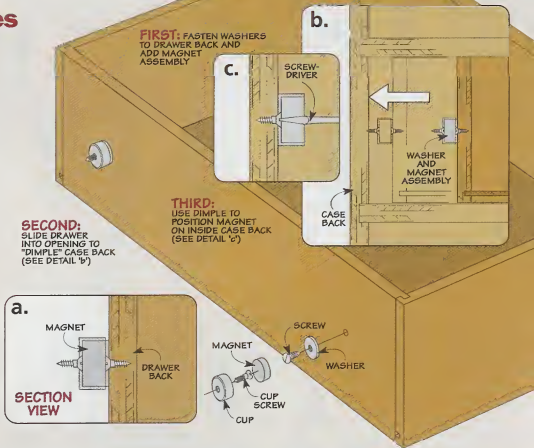 es
FIRST: FASTEN WASHERS
TO DRAWER BACK AND
ADD MAGNET
ASSEMBLY
b.
c.
SCREW-
DRIVER
WASHER
AND
MAGNET
ASSEMBLY
CASE
BACK
SECOND:
SLIDE DRAWER
INTO OPENING TO
"DIMPLE" CASE BACK
(SEE DETAIL 'b')
THIRD:
USE DIMPLE TO
POSITION MAGNET
ON INSIDE CASE BACK
(SEE DETAIL 'c')
a.
MAGNET
DRAWER
BACK
SECTION
VIEW
SCREW
WASHER
MAGNET
CUP
SCREW
CUP